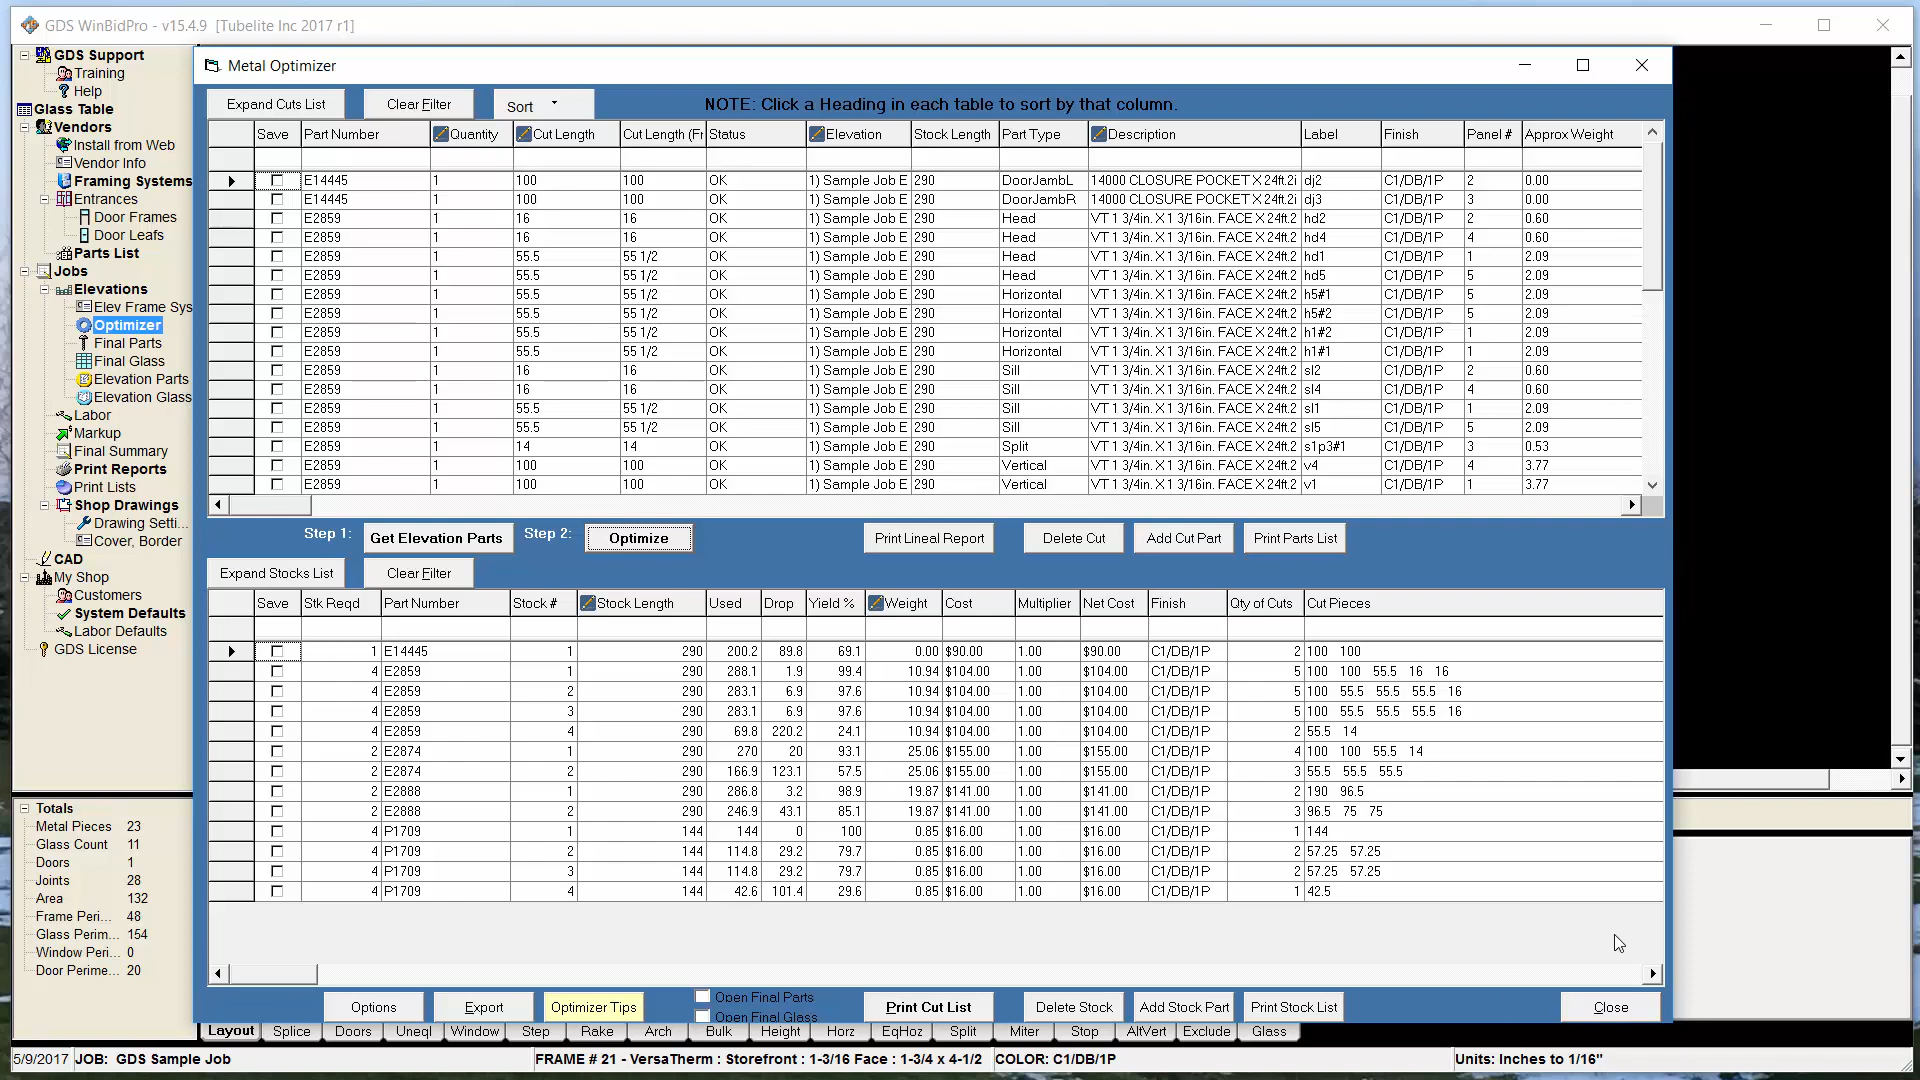 GDS WinBidPro - v15.4.9  [Tubelite Inc 2017 r1]
GDS Support
Training
Help
Glass Table
Vendors
Install from Web
Vendor Info
Framing Systems
Entrances
Door Frames
Door Leafs
Parts List
Jobs
Elevations
Elev Frame Sys
Optimizer
Final Parts
Final Glass
Elevation Parts
Elevation Glass
Labor
Markup
Final Summary
Print Reports
Print Lists
Shop Drawings
Drawing Setti...
Cover, Border
CAD
My Shop
Customers
System Defaults
Labor Defaults
GDS License
Totals
Metal Pieces 23
Glass Count 11
Doors 1
Joints 28
Area 132
Frame Peri... 48
Glass Perim... 154
Window Peri... 0
Door Perime... 20
Metal Optimizer
Expand Cuts List Clear Filter Sort NOTE: Click a Heading in each table to sort by that column.
Save Part Number Quantity Cut Length Cut Length (Fr Status Elevation Stock Length Part Type Description Label Finish Panel # Approx Weight
E14445 1 100 100 OK 1) Sample Job E 290 DoorJambL 14000 CLOSURE POCKET X 24ft.2i dj2 C1/DB/1P 2 0.00
E14445 1 100 100 OK 1) Sample Job E 290 DoorJambR 14000 CLOSURE POCKET X 24ft.2i dj3 C1/DB/1P 3 0.00
E2859 1 16 16 OK 1) Sample Job E 290 Head VT 1 3/4in. X 1 3/16in. FACE X 24ft.2 hd2 C1/DB/1P 2 0.60
E2859 1 16 16 OK 1) Sample Job E 290 Head VT 1 3/4in. X 1 3/16in. FACE X 24ft.2 hd4 C1/DB/1P 4 0.60
E2859 1 55.5 55 1/2 OK 1) Sample Job E 290 Head VT 1 3/4in. X 1 3/16in. FACE X 24ft.2 hd1 C1/DB/1P 1 2.09
E2859 1 55.5 55 1/2 OK 1) Sample Job E 290 Head VT 1 3/4in. X 1 3/16in. FACE X 24ft.2 hd5 C1/DB/1P 5 2.09
E2859 1 55.5 55 1/2 OK 1) Sample Job E 290 Horizontal VT 1 3/4in. X 1 3/16in. FACE X 24ft.2 h5#1 C1/DB/1P 5 2.09
E2859 1 55.5 55 1/2 OK 1) Sample Job E 290 Horizontal VT 1 3/4in. X 1 3/16in. FACE X 24ft.2 h5#2 C1/DB/1P 5 2.09
E2859 1 55.5 55 1/2 OK 1) Sample Job E 290 Horizontal VT 1 3/4in. X 1 3/16in. FACE X 24ft.2 h1#2 C1/DB/1P 1 2.09
E2859 1 55.5 55 1/2 OK 1) Sample Job E 290 Horizontal VT 1 3/4in. X 1 3/16in. FACE X 24ft.2 h1#1 C1/DB/1P 1 2.09
E2859 1 16 16 OK 1) Sample Job E 290 Sill VT 1 3/4in. X 1 3/16in. FACE X 24ft.2 sl2 C1/DB/1P 2 0.60
E2859 1 16 16 OK 1) Sample Job E 290 Sill VT 1 3/4in. X 1 3/16in. FACE X 24ft.2 sl4 C1/DB/1P 4 0.60
E2859 1 55.5 55 1/2 OK 1) Sample Job E 290 Sill VT 1 3/4in. X 1 3/16in. FACE X 24ft.2 sl1 C1/DB/1P 1 2.09
E2859 1 55.5 55 1/2 OK 1) Sample Job E 290 Sill VT 1 3/4in. X 1 3/16in. FACE X 24ft.2 sl5 C1/DB/1P 5 2.09
E2859 1 14 14 OK 1) Sample Job E 290 Split VT 1 3/4in. X 1 3/16in. FACE X 24ft.2 s1p3#1 C1/DB/1P 3 0.53
E2859 1 100 100 OK 1) Sample Job E 290 Vertical VT 1 3/4in. X 1 3/16in. FACE X 24ft.2 v4 C1/DB/1P 4 3.77
E2859 1 100 100 OK 1) Sample Job E 290 Vertical VT 1 3/4in. X 1 3/16in. FACE X 24ft.2 v1 C1/DB/1P 1 3.77
Step 1: Get Elevation Parts Step 2: Optimize Print Lineal Report Delete Cut Add Cut Part Print Parts List
Expand Stocks List Clear Filter
Save Stk Reqd Part Number Stock # Stock Length Used Drop Yield % Weight Cost Multiplier Net Cost Finish Qty of Cuts Cut Pieces
1 E14445 1 290 200.2 89.8 69.1 0.00 $90.00 1.00 $90.00 C1/DB/1P 2 100 100
4 E2859 1 290 288.1 1.9 99.4 10.94 $104.00 1.00 $104.00 C1/DB/1P 5 100 100 55.5 16 16
4 E2859 2 290 283.1 6.9 97.6 10.94 $104.00 1.00 $104.00 C1/DB/1P 5 100 55.5 55.5 55.5 16
4 E2859 3 290 283.1 6.9 97.6 10.94 $104.00 1.00 $104.00 C1/DB/1P 5 100 55.5 55.5 55.5 16
4 E2859 4 290 69.8 220.2 24.1 10.94 $104.00 1.00 $104.00 C1/DB/1P 2 55.5 14
2 E2874 1 290 270 20 93.1 25.06 $155.00 1.00 $155.00 C1/DB/1P 4 100 100 55.5 14
2 E2874 2 290 166.9 123.1 57.5 25.06 $155.00 1.00 $155.00 C1/DB/1P 3 55.5 55.5 55.5
2 E2888 1 290 286.8 3.2 98.9 19.87 $141.00 1.00 $141.00 C1/DB/1P 2 190 96.5
2 E2888 2 290 246.9 43.1 85.1 19.87 $141.00 1.00 $141.00 C1/DB/1P 3 96.5 75 75
4 P1709 1 144 144 0 100 0.85 $16.00 1.00 $16.00 C1/DB/1P 1 144
4 P1709 2 144 114.8 29.2 79.7 0.85 $16.00 1.00 $16.00 C1/DB/1P 2 57.25 57.25
4 P1709 3 144 114.8 29.2 79.7 0.85 $16.00 1.00 $16.00 C1/DB/1P 2 57.25 57.25
4 P1709 4 144 42.6 101.4 29.6 0.85 $16.00 1.00 $16.00 C1/DB/1P 1 42.5
Options Export Optimizer Tips Open Final Parts Print Cut List Delete Stock Add Stock Part Print Stock List Close
Open Final Glass
Layout Splice Doors Uneql Window Step Rake Arch Bulk Height Horz EqHoz Split Miter Stop AltVert Exclude Glass
5/9/2017 JOB: GDS Sample Job FRAME # 21 - VersaTherm : Storefront : 1-3/16 Face : 1-3/4 x 4-1/2 COLOR: C1/DB/1P Units: Inches to 1/16"